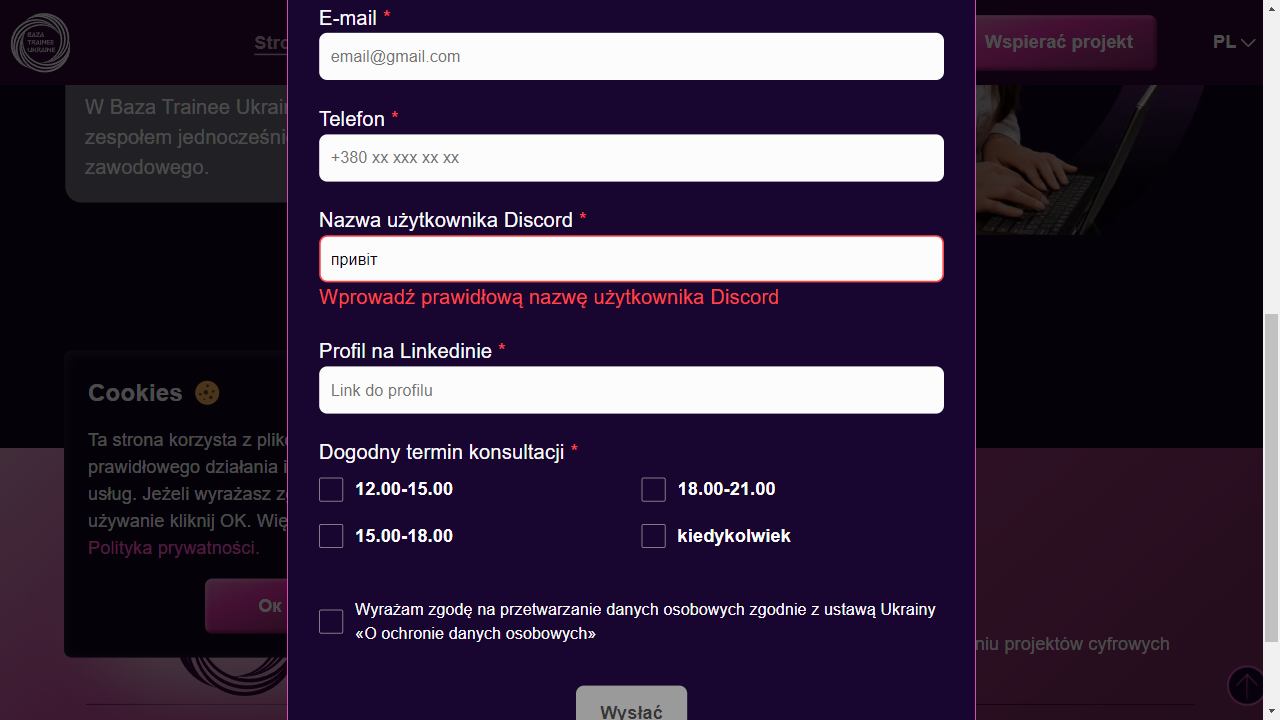 BAZA
TRAINEE
UKRAINE
Stro
Wspierać projekt
PL
W Baza Trainee Ukrai
zespołem jednocześni
zawodowego.
E-mail *
email@gmail.com
Telefon *
+380 xx xxx xx xx
Nazwa użytkownika Discord *
привіт
Wprowadź prawidłową nazwę użytkownika Discord
Profil na Linkedinie *
Link do profilu
Dogodny termin konsultacji *
12.00-15.00
18.00-21.00
15.00-18.00
kiedykolwiek
Wyrażam zgodę na przetwarzanie danych osobowych zgodnie z ustawą Ukrainy
«O ochronie danych osobowych»
Wysłać
Cookies
Ta strona korzysta z plikó
prawidłowego działania i
usług. Jeżeli wyrażasz zg
używanie kliknij OK. Wię
Polityka prywatności.
Ок
niu projektów cyfrowych